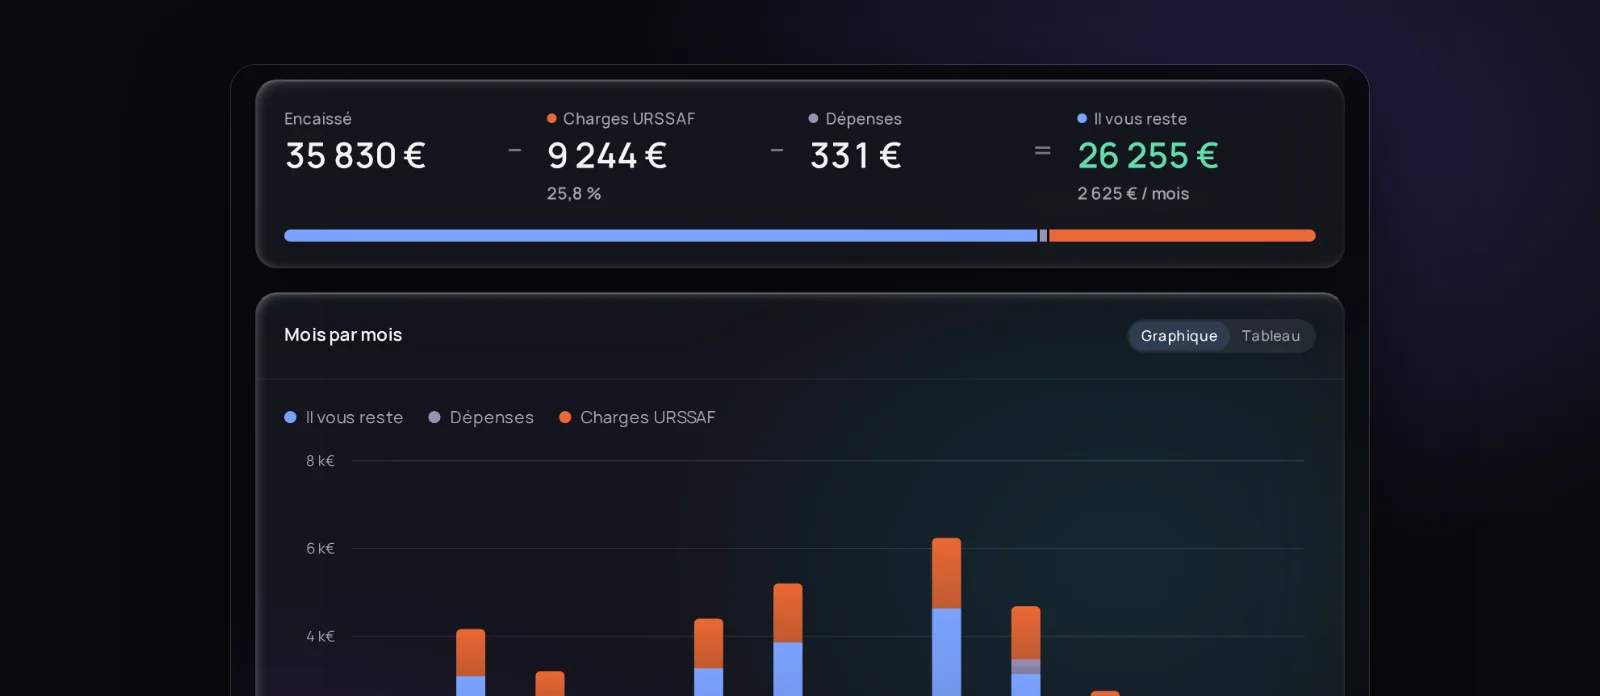 Encaissé
35 830 €
–
Charges URSSAF
9 244 €
25,8 %
–
Dépenses
331 €
=
Il vous reste
26 255 €
2 625 € / mois
Mois par mois
Graphique Tableau
Il vous reste Dépenses Charges URSSAF
8 k€
6 k€
4 k€